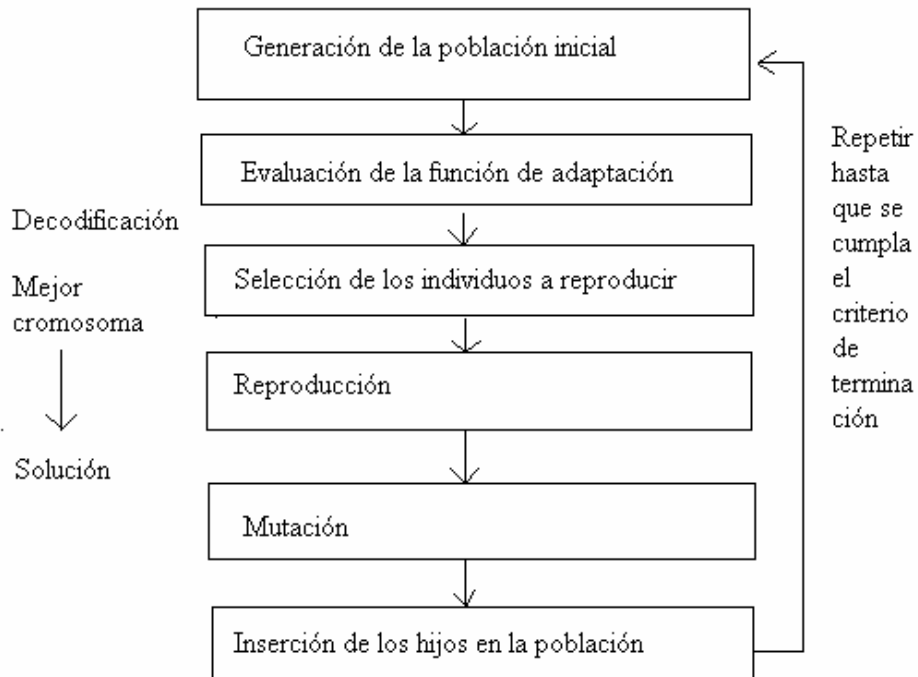 Generación de la población inicial
Evaluación de la función de adaptación
Decodificación
Selección de los individuos a reproducir
Mejor
cromosoma
Reproducción
Solución
Mutación
Inserción de los hijos en la población
Repetir
hasta
que se
cumpla
el
criterio
de
termina
ción